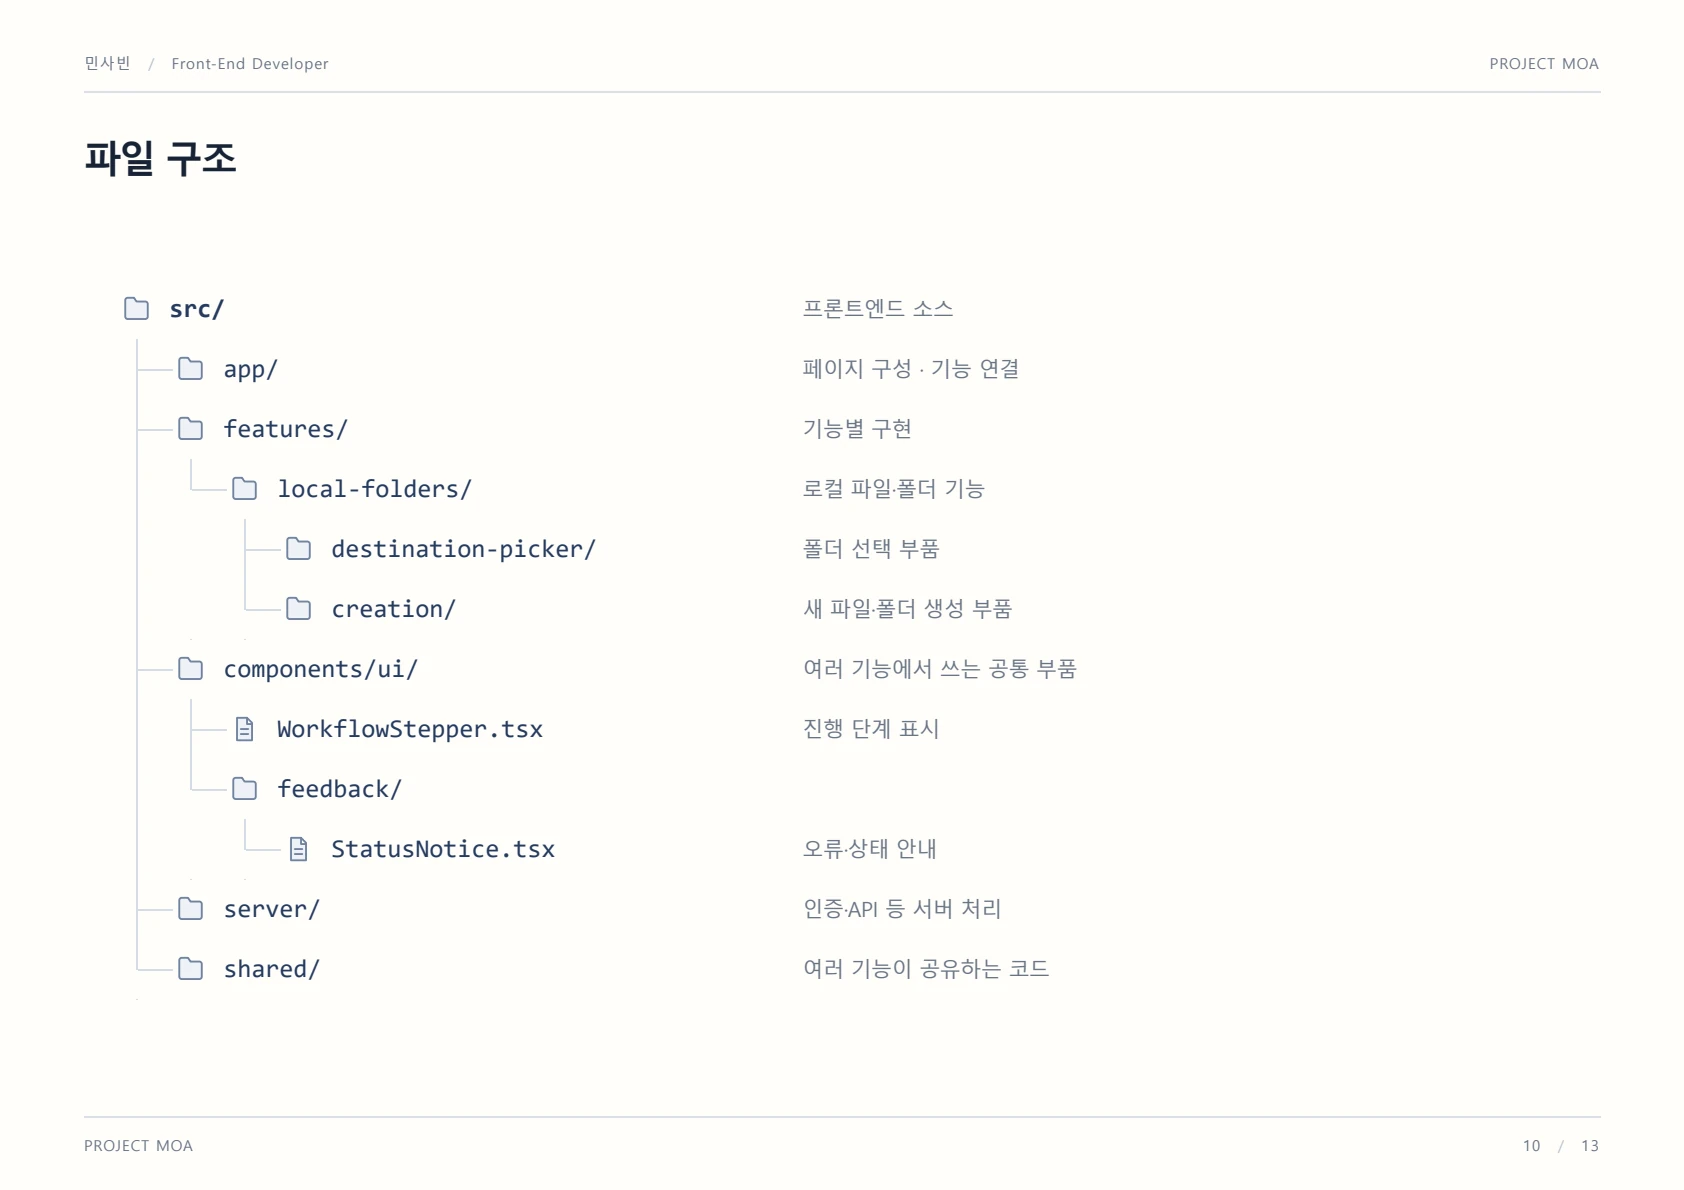 민사빈 / Front-End Developer
PROJECT MOA
파일 구조
src/ 프론트엔드 소스
app/ 페이지 구성 · 기능 연결
features/ 기능별 구현
local-folders/ 로컬 파일·폴더 기능
destination-picker/ 폴더 선택 부품
creation/ 새 파일·폴더 생성 부품
components/ui/ 여러 기능에서 쓰는 공통 부품
WorkflowStepper.tsx 진행 단계 표시
feedback/
StatusNotice.tsx 오류·상태 안내
server/ 인증·API 등 서버 처리
shared/ 여러 기능이 공유하는 코드
PROJECT MOA
10 / 13